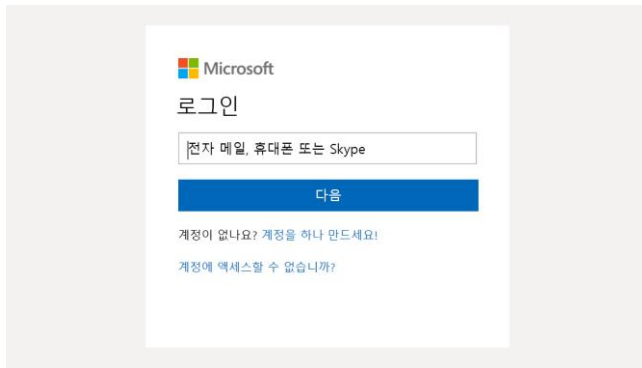 Microsoft
로그인
전자 메일, 휴대폰 또는 Skype
다음
계정이 없나요? 계정을 하나 만드세요!
계정에 액세스할 수 없습니까?